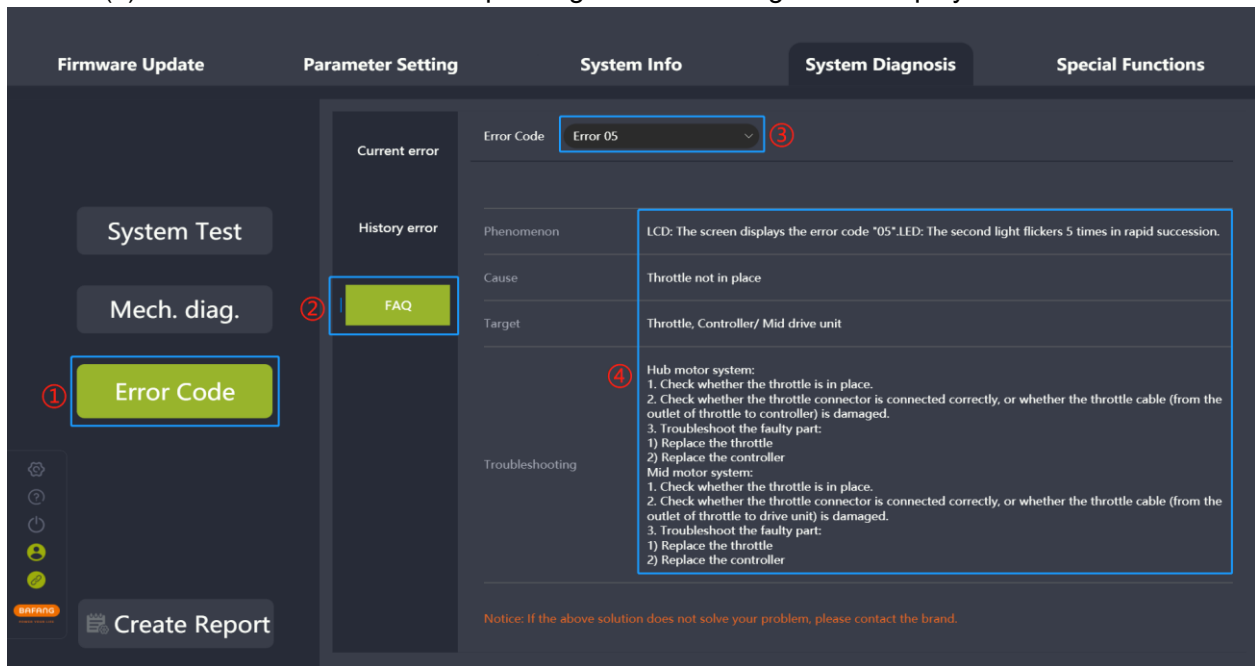 Firmware Update Parameter Setting System Info System Diagnosis Special Functions
Current error
History error
② FAQ
System Test
Mech. diag.
① Error Code
BAFANG
Create Report
Error Code Error 05 ③
Phenomenon LCD: The screen displays the error code "05".LED: The second light flickers 5 times in rapid succession.
Cause Throttle not in place
Target Throttle, Controller/ Mid drive unit
④
Troubleshooting
Hub motor system:
1. Check whether the throttle is in place.
2. Check whether the throttle connector is connected correctly, or whether the throttle cable (from the
outlet of throttle to controller) is damaged.
3. Troubleshoot the faulty part:
1) Replace the throttle
2) Replace the controller
Mid motor system:
1. Check whether the throttle is in place.
2. Check whether the throttle connector is connected correctly, or whether the throttle cable (from the
outlet of throttle to drive unit) is damaged.
3. Troubleshoot the faulty part:
1) Replace the throttle
2) Replace the controller
Notice: If the above solution does not solve your problem, please contact the brand.